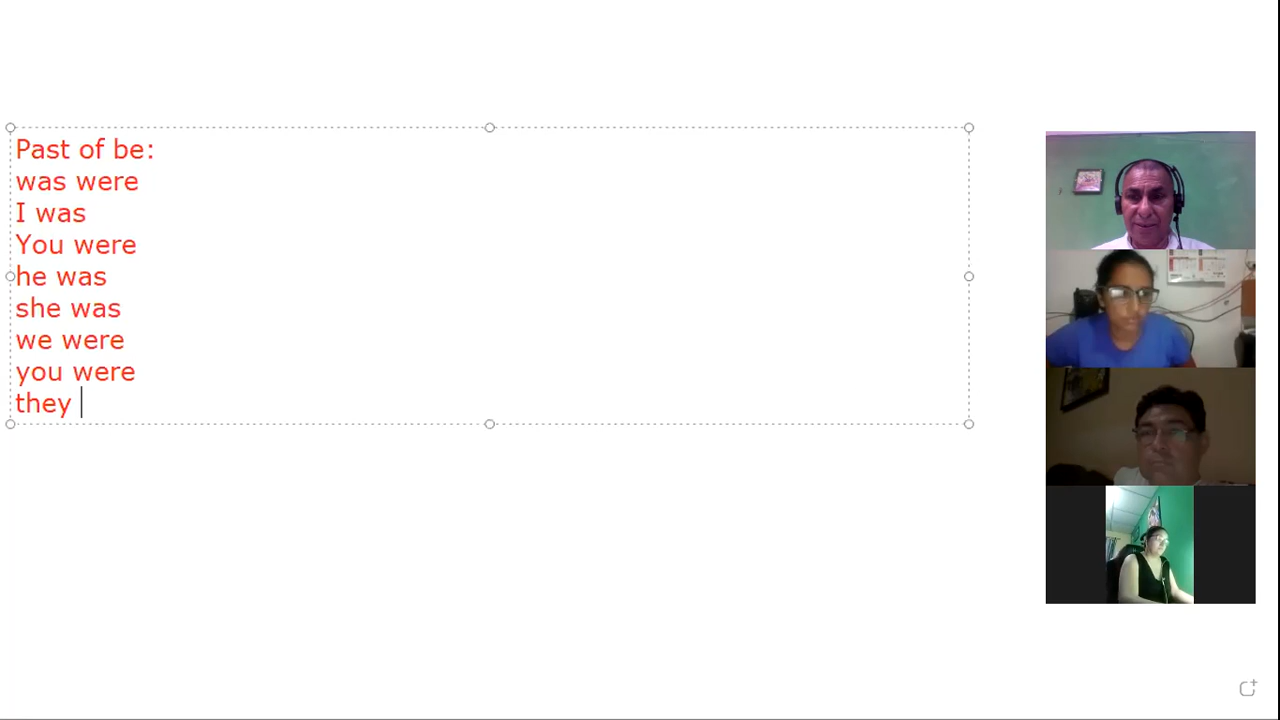 Past of be:
was were
I was
You were
he was
she was
we were
you were
they